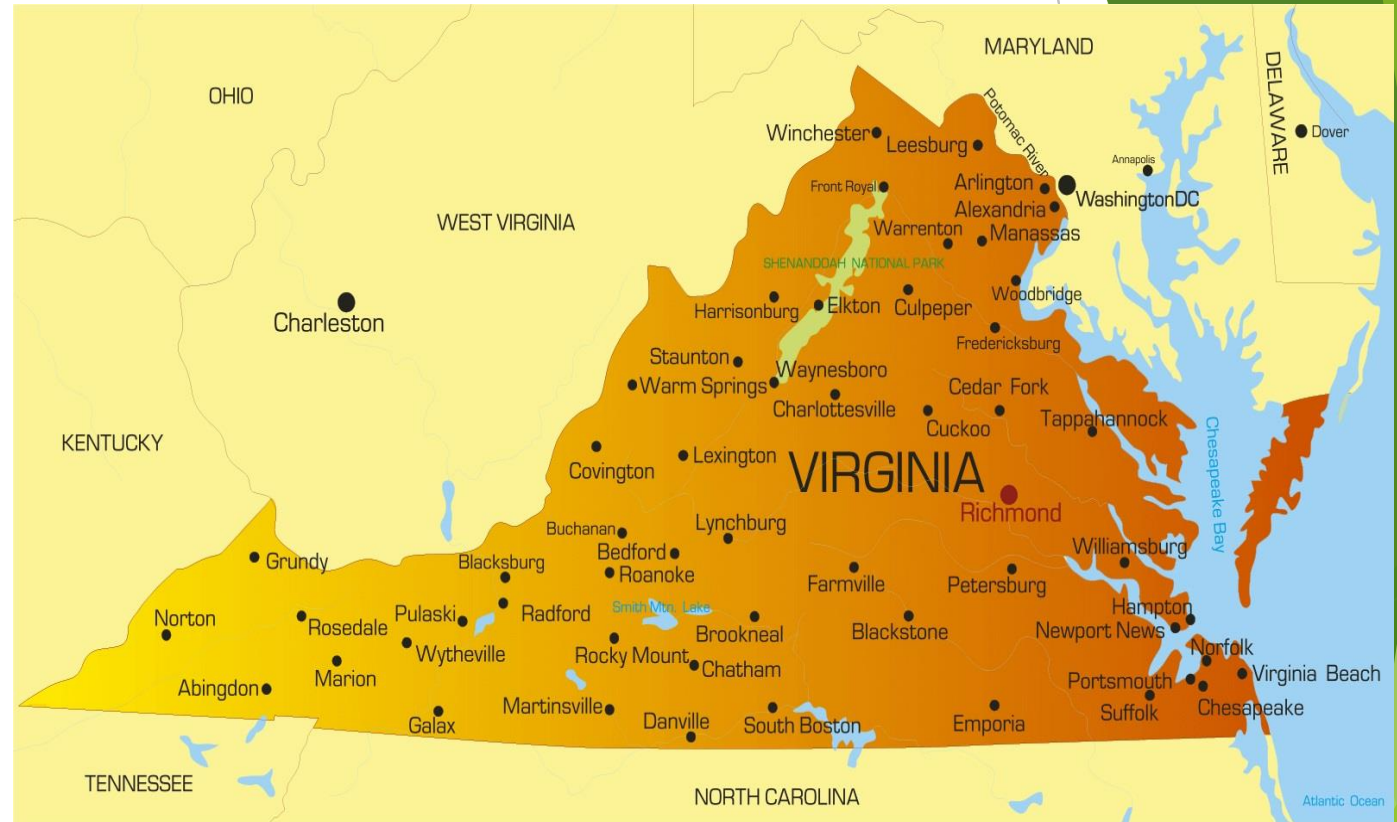 MARYLAND
DELAWARE
OHIO
Potomac River
Winchester
Dover
Leesburg
Annapolis
Front Royal
Arlington
WashingtonDC
Alexandria
WEST VIRGINIA
Warrenton
Manassas
SHENANDOAH NATIONAL PARK
Woodbridge
Harrisonburg
Elkton
Culpeper
Charleston
Fredericksburg
Staunton
Waynesboro
Warm Springs
Cedar Fork
Charlottesville
Tappahannock
Cuckoo
KENTUCKY
Chesapeake Bay
Covington
Lexington
VIRGINIA
Richmond
Lynchburg
Buchanan
Williamsburg
Bedford
Grundy
Blacksburg
Roanoke
Farmville
Petersburg
Smith Mtn. Lake
Hampton
Norton
Pulaski
Radford
Rosedale
Brookneal
Blackstone
Newport News
Wytheville
Rocky Mount
Norfolk
Chatham
Marion
Virginia Beach
Portsmouth
Abingdon
Martinsville
Suffolk
Chesapeake
Galax
Danville
South Boston
Emporia
TENNESSEE
NORTH CAROLINA
Atlantic Ocean